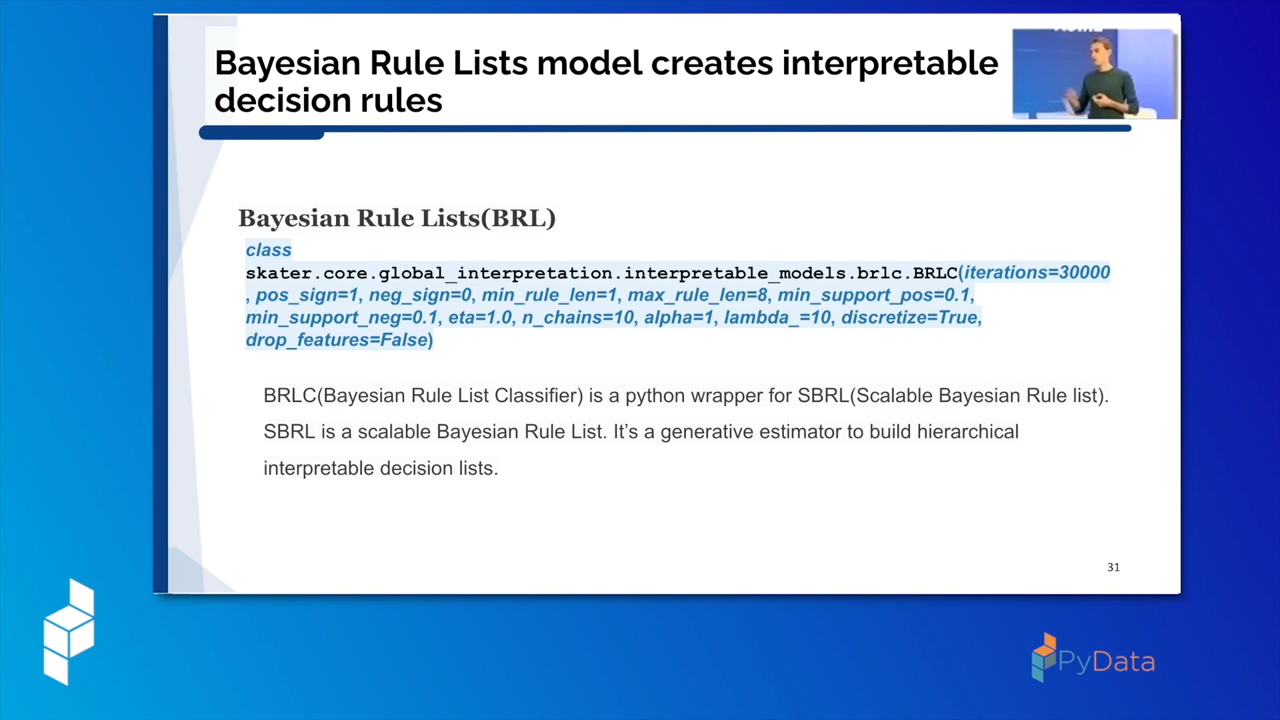 Bayesian Rule Lists model creates interpretable
decision rules
Bayesian Rule Lists(BRL)
class
skater.core.global_interpretation.interpretable_models.brlc.BRLC(iterations=30000
, pos_sign=1, neg_sign=0, min_rule_len=1, max_rule_len=8, min_support_pos=0.1,
min_support_neg=0.1, eta=1.0, n_chains=10, alpha=1, lambda_=10, discretize=True,
drop_features=False)
BRLC(Bayesian Rule List Classifier) is a python wrapper for SBRL(Scalable Bayesian Rule list).
SBRL is a scalable Bayesian Rule List. It’s a generative estimator to build hierarchical
interpretable decision lists.
31
PyData